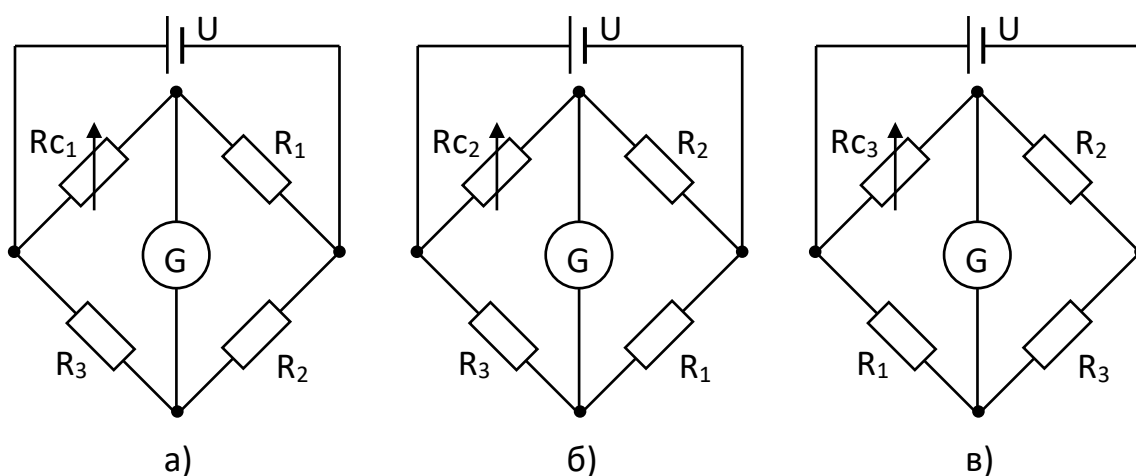 U U U
Rc₁ R₁ Rc₂ R₂ Rc₃ R₂
G G G
R₃ R₂ R₃ R₁ R₁ R₃
а) б) в)